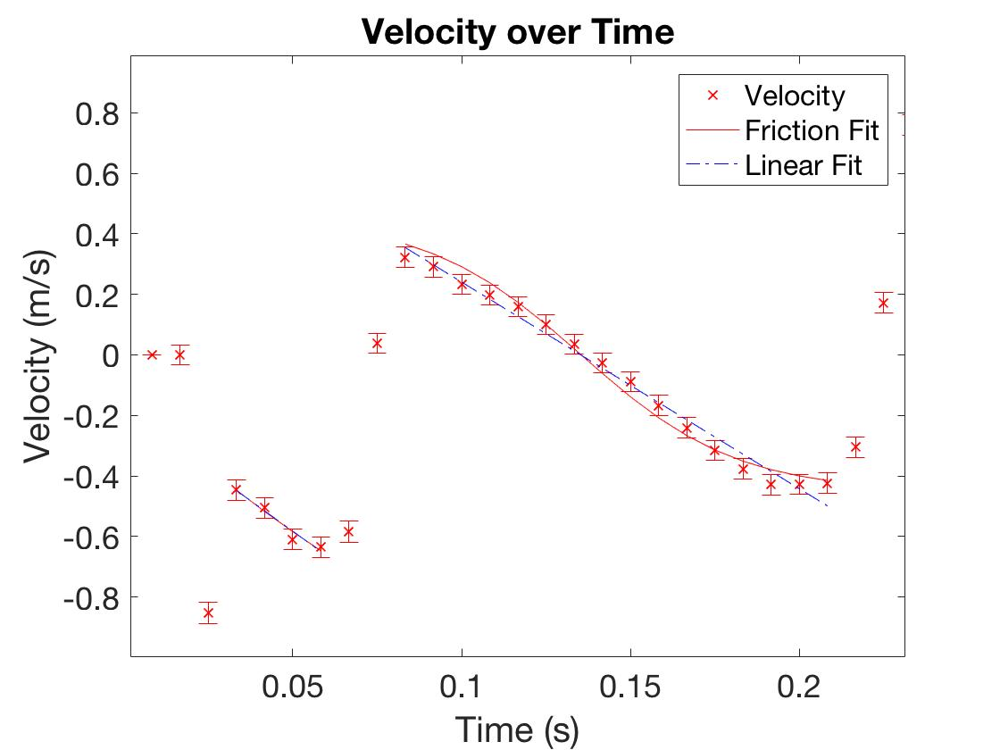 Velocity over Time
Velocity
Friction Fit
Linear Fit
0.8
0.6
0.4
0.2
0
-0.2
-0.4
-0.6
-0.8
Velocity (m/s)
0.05 0.1 0.15 0.2
Time (s)